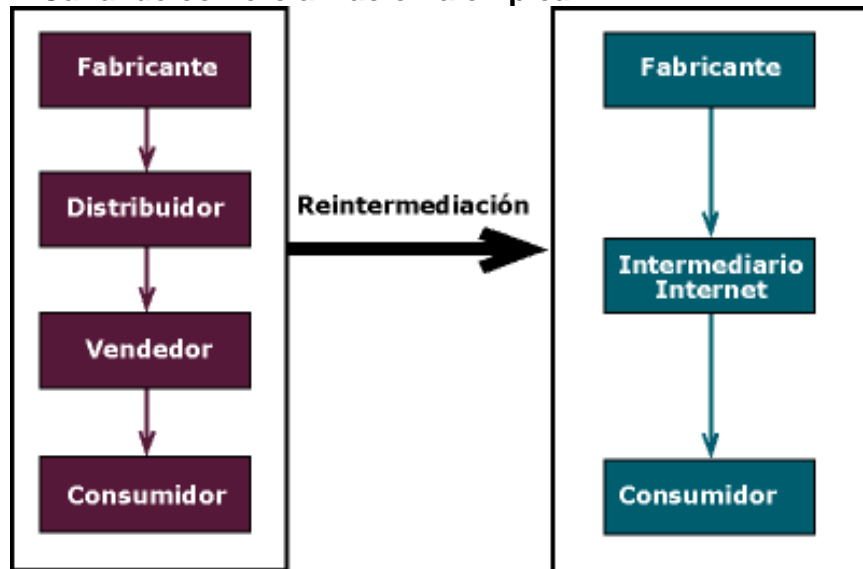 Fabricante
Distribuidor
Vendedor
Consumidor
Reintermediación
Fabricante
Intermediario
Internet
Consumidor